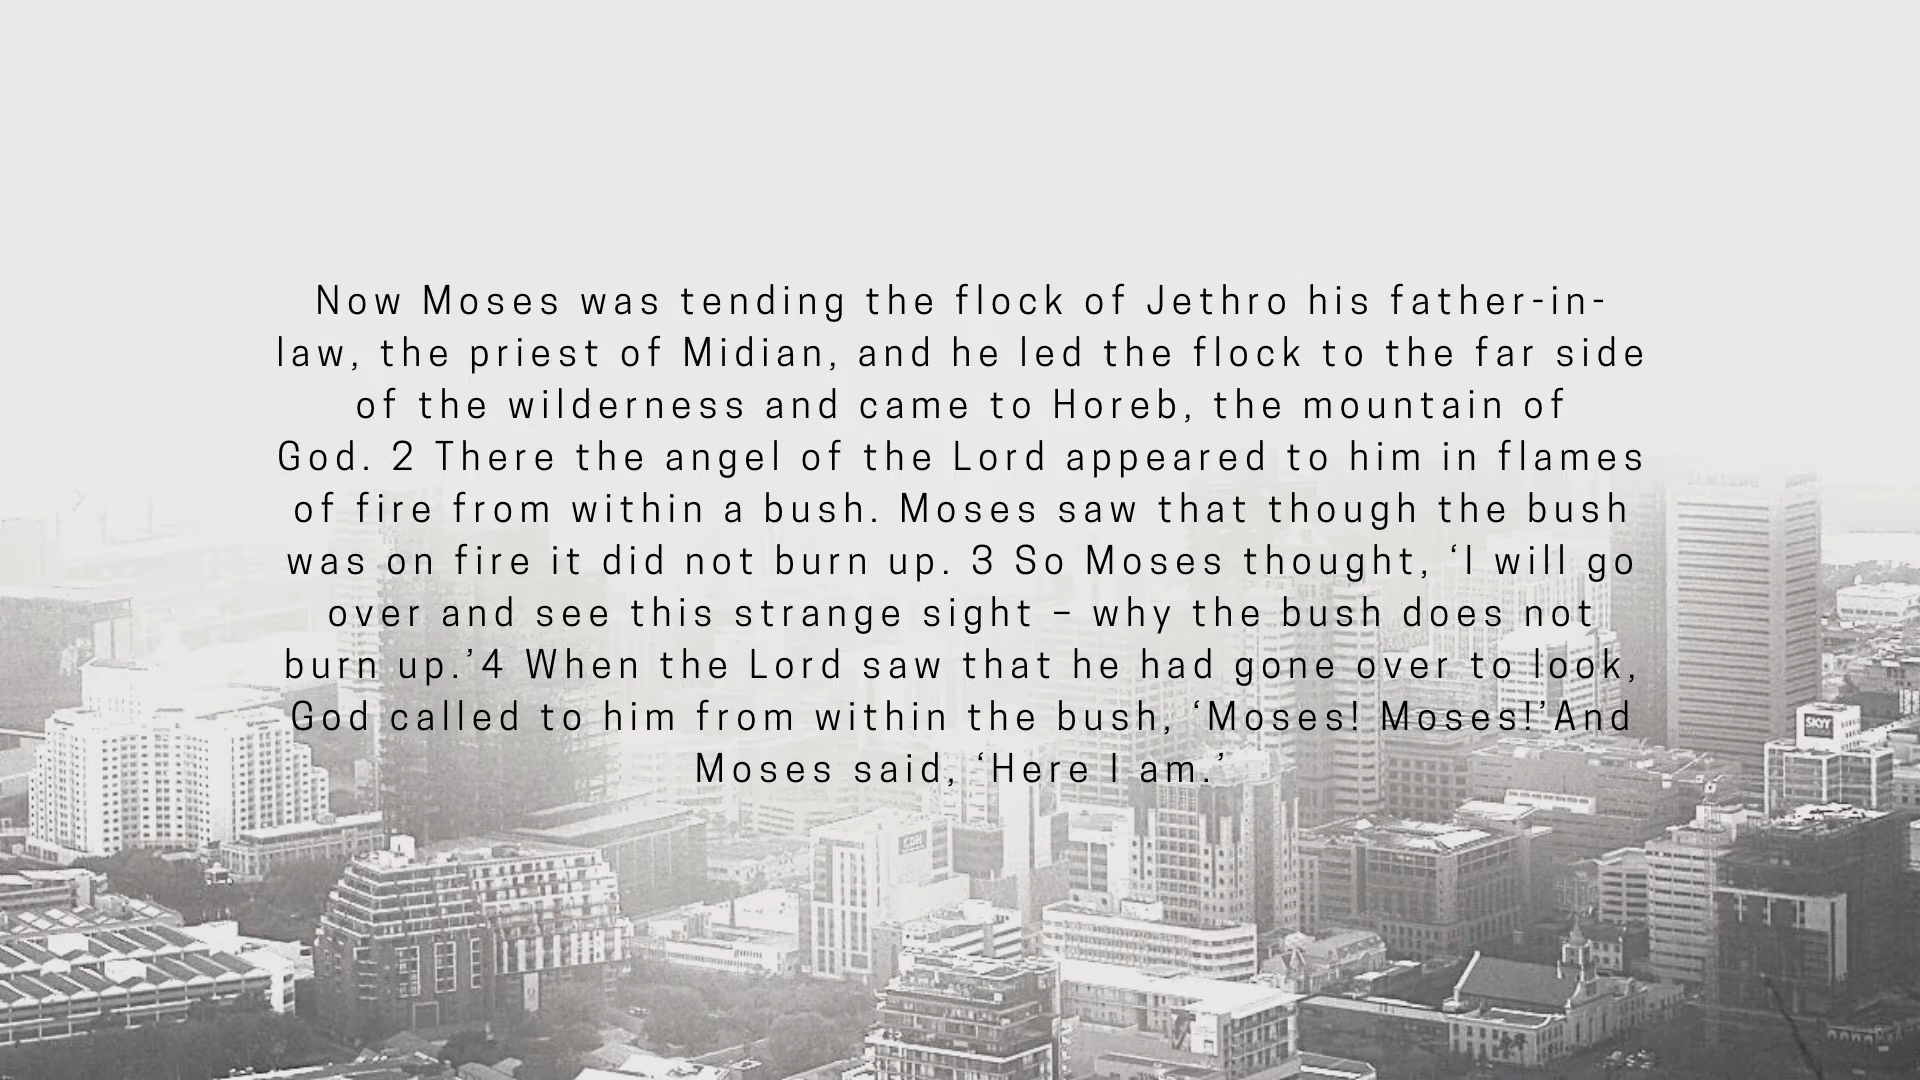 Now Moses was tending the flock of Jethro his father-in-
law, the priest of Midian, and he led the flock to the far side
of the wilderness and came to Horeb, the mountain of
God. 2 There the angel of the Lord appeared to him in flames
of fire from within a bush. Moses saw that though the bush
was on fire it did not burn up. 3 So Moses thought, ‘I will go
over and see this strange sight – why the bush does not
burn up.’4 When the Lord saw that he had gone over to look,
God called to him from within the bush, ‘Moses! Moses!’And
Moses said, ‘Here I am.’
SKYY